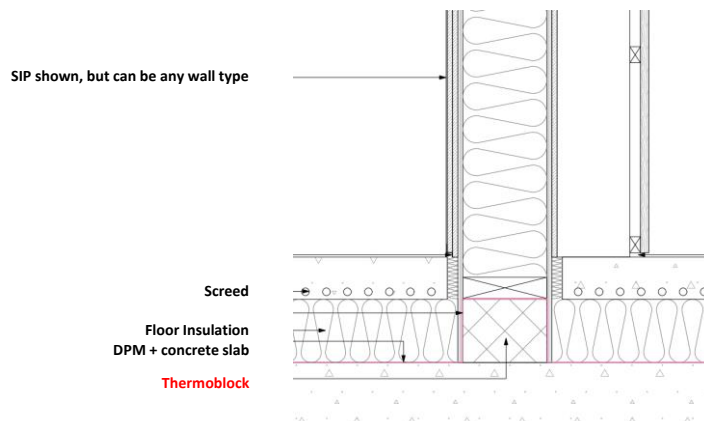 SIP shown, but can be any wall type
Screed
Floor Insulation
DPM + concrete slab
Thermoblock